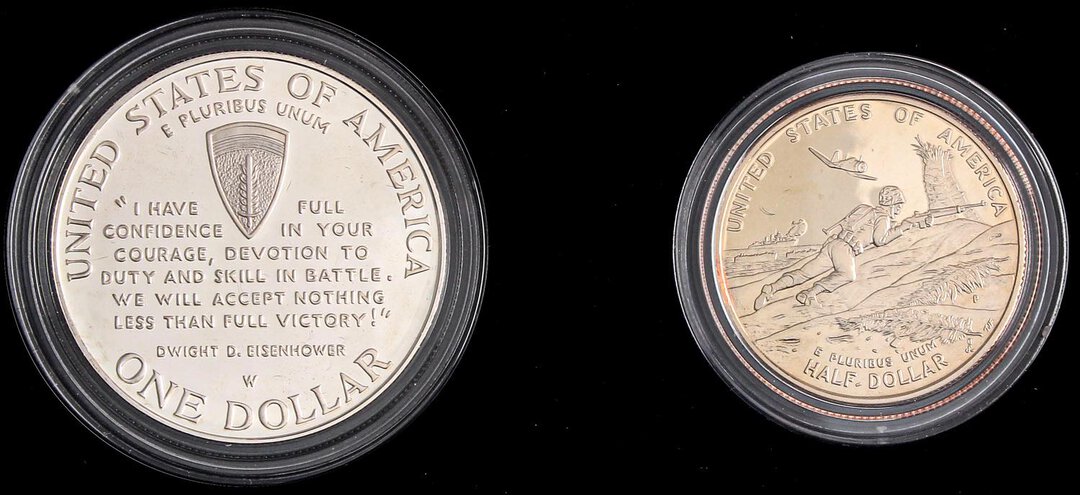 UNITED STATES OF AMERICA
E PLURIBUS UNUM
"I HAVE FULL
CONFIDENCE IN YOUR
COURAGE, DEVOTION TO
DUTY AND SKILL IN BATTLE.
WE WILL ACCEPT NOTHING
LESS THAN FULL VICTORY!"
DWIGHT D. EISENHOWER
W
ONE DOLLAR
UNITED STATES OF AMERICA
P
E PLURIBUS UNUM
HALF DOLLAR